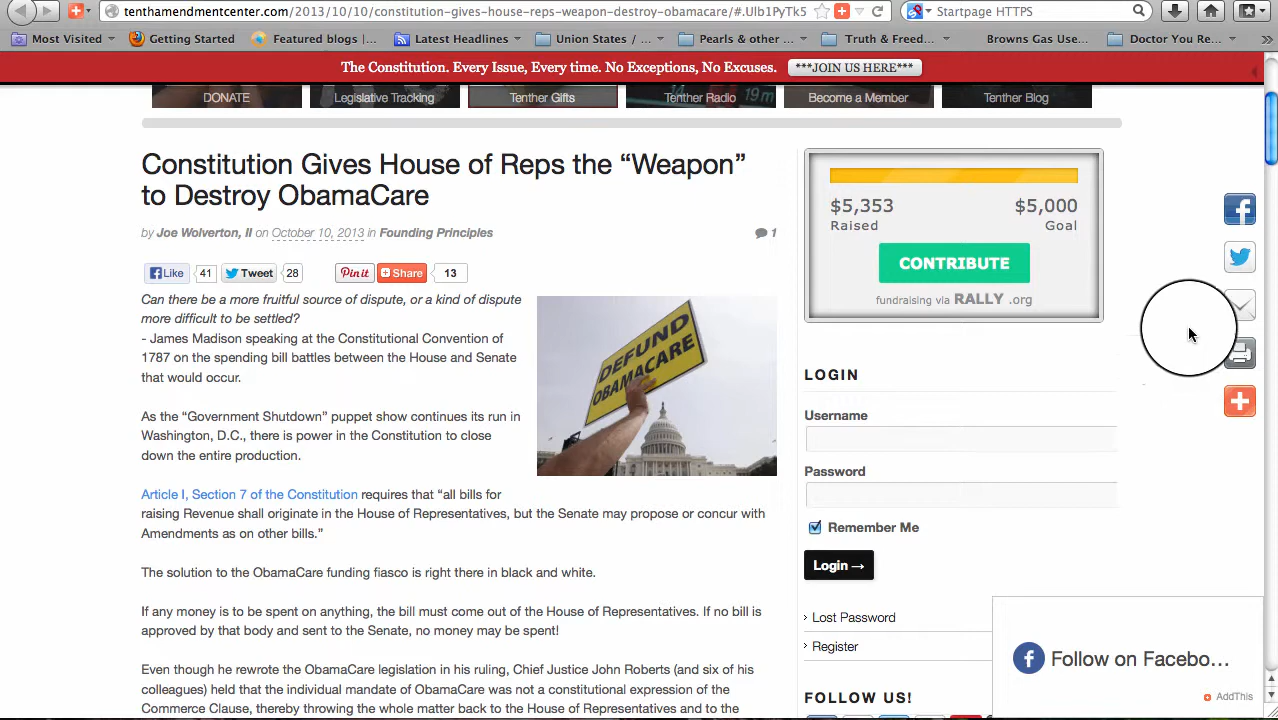 tenthamendmentcenter.com/2013/10/10/constitution-gives-house-reps-weapon-destroy-obamacare/#.Ulb1PyTk5
Startpage HTTPS
Most Visited
Getting Started
Featured blogs |...
Latest Headlines
Union States / ...
Pearls & other ...
Truth & Freed...
Browns Gas Use...
Doctor You Re...
The Constitution. Every Issue, Every time. No Exceptions, No Excuses.
***JOIN US HERE***
DONATE
Legislative Tracking
Tenther Gifts
Tenther Radio
19m
Become a Member
Tenther Blog
Constitution Gives House of Reps the “Weapon”
to Destroy ObamaCare
by Joe Wolverton, II on October 10, 2013 in Founding Principles
1
Like
41
Tweet
28
Pinit
Share
13
Can there be a more fruitful source of dispute, or a kind of dispute
more difficult to be settled?
- James Madison speaking at the Constitutional Convention of
1787 on the spending bill battles between the House and Senate
that would occur.
DEFUND
OBAMACARE
As the “Government Shutdown” puppet show continues its run in
Washington, D.C., there is power in the Constitution to close
down the entire production.
Article I, Section 7 of the Constitution requires that “all bills for
raising Revenue shall originate in the House of Representatives, but the Senate may propose or concur with
Amendments as on other bills.”
The solution to the ObamaCare funding fiasco is right there in black and white.
If any money is to be spent on anything, the bill must come out of the House of Representatives. If no bill is
approved by that body and sent to the Senate, no money may be spent!
Even though he rewrote the ObamaCare legislation in his ruling, Chief Justice John Roberts (and six of his
colleagues) held that the individual mandate of ObamaCare was not a constitutional expression of the
Commerce Clause, thereby throwing the whole matter back to the House of Representatives and to the
$5,353
$5,000
Raised
Goal
CONTRIBUTE
fundraising via RALLY .org
LOGIN
Username
Password
Remember Me
Login →
Lost Password
Register
FOLLOW US!
Follow on Facebo...
AddThis